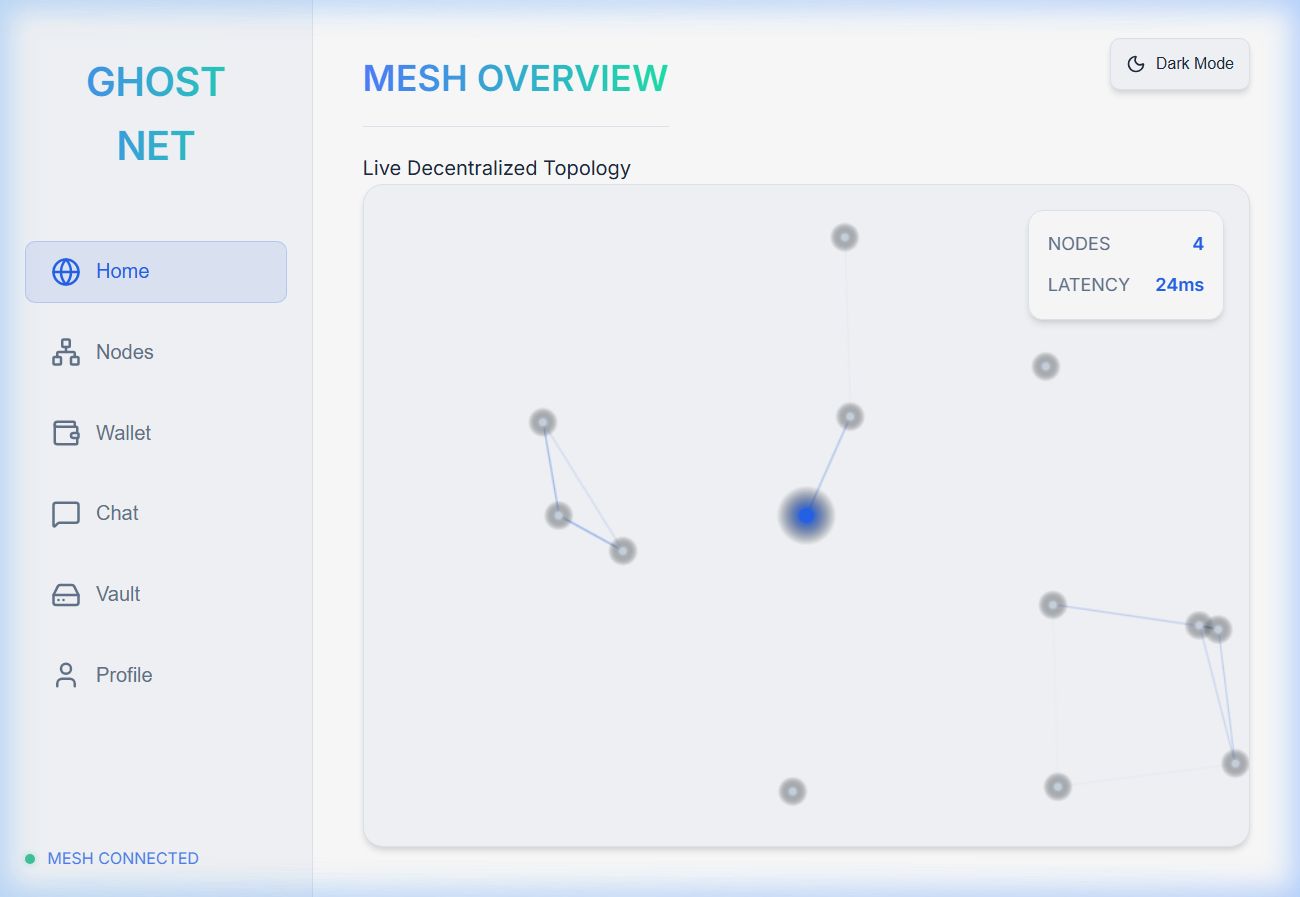 GHOST
NET
Home
Nodes
Wallet
Chat
Vault
Profile
MESH CONNECTED
MESH OVERVIEW
Dark Mode
Live Decentralized Topology
NODES 4
LATENCY 24ms